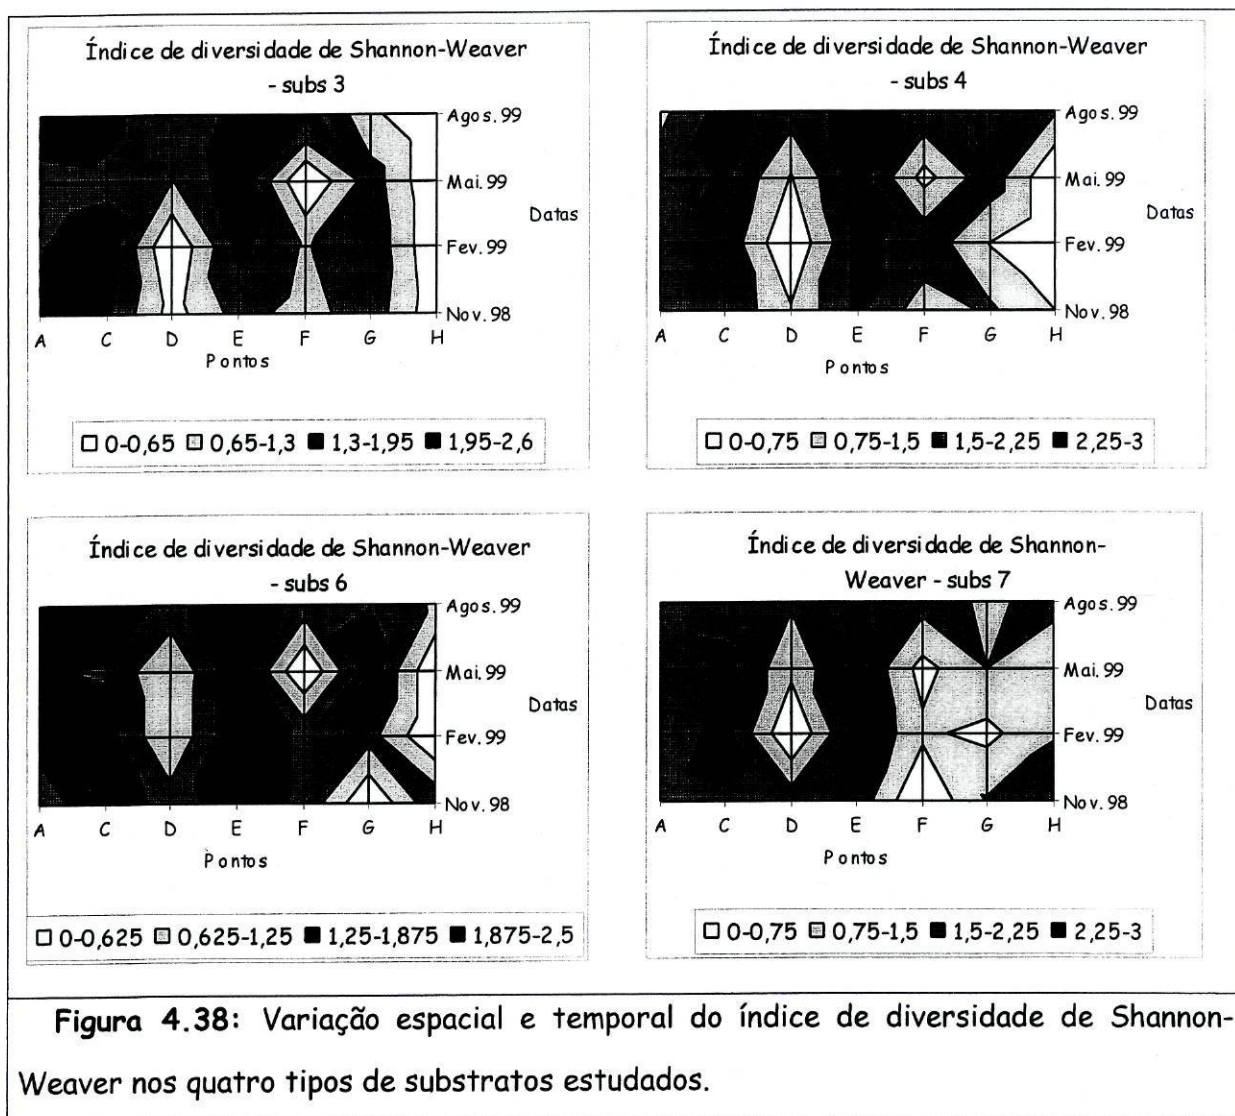 Índice de diversidade de Shannon-Weaver
- subs 3
Agos.99
Mai.99
Datas
Fev.99
Nov.98
A C D E F G H
Pontos
0-0,65 0,65-1,3 1,3-1,95 1,95-2,6
Índice de diversidade de Shannon-Weaver
- subs 4
Agos.99
Mai.99
Datas
Fev.99
Nov.98
A C D E F G H
Pontos
0-0,75 0,75-1,5 1,5-2,25 2,25-3
Índice de diversidade de Shannon-Weaver
- subs 6
Agos.99
Mai.99
Datas
Fev.99
Nov.98
A C D E F G H
Pontos
0-0,625 0,625-1,25 1,25-1,875 1,875-2,5
Índice de diversidade de Shannon-
Weaver - subs 7
Agos.99
Mai.99
Datas
Fev.99
Nov.98
A C D E F G H
Pontos
0-0,75 0,75-1,5 1,5-2,25 2,25-3
Figura 4.38: Variação espacial e temporal do índice de diversidade de Shannon-
Weaver nos quatro tipos de substratos estudados.